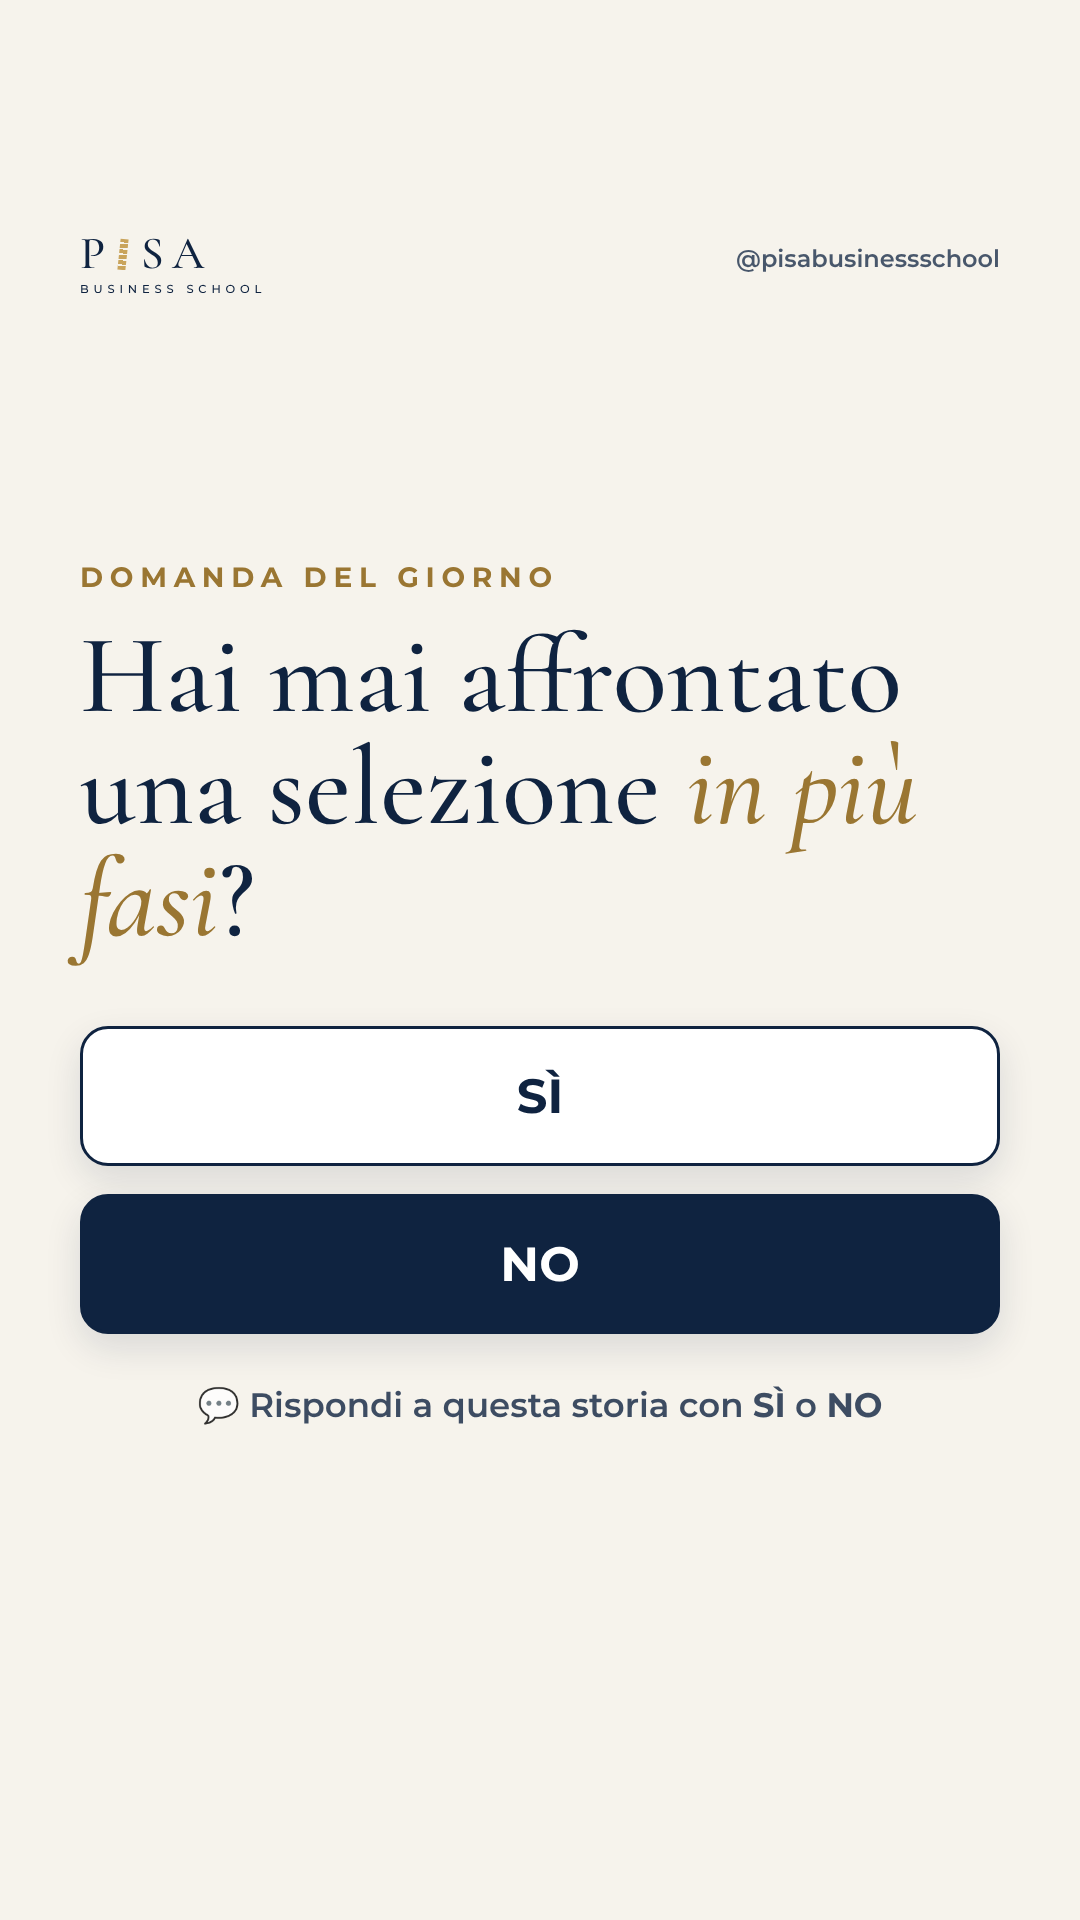 PISA
BUSINESS SCHOOL
@pisabusinessschool
DOMANDA DEL GIORNO
Hai mai affrontato
una selezione in più
fasi?
SÌ
NO
💬 Rispondi a questa storia con SÌ o NO